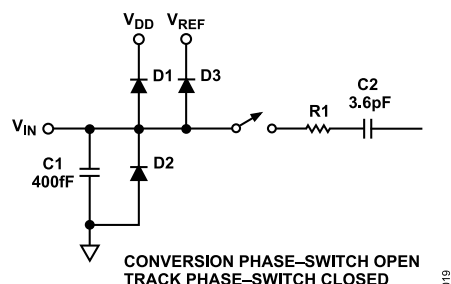 VDD
VREF
D1
D3
C2
3.6pF
R1
VIN
C1
400fF
D2
CONVERSION PHASE–SWITCH OPEN
TRACK PHASE–SWITCH CLOSED
019